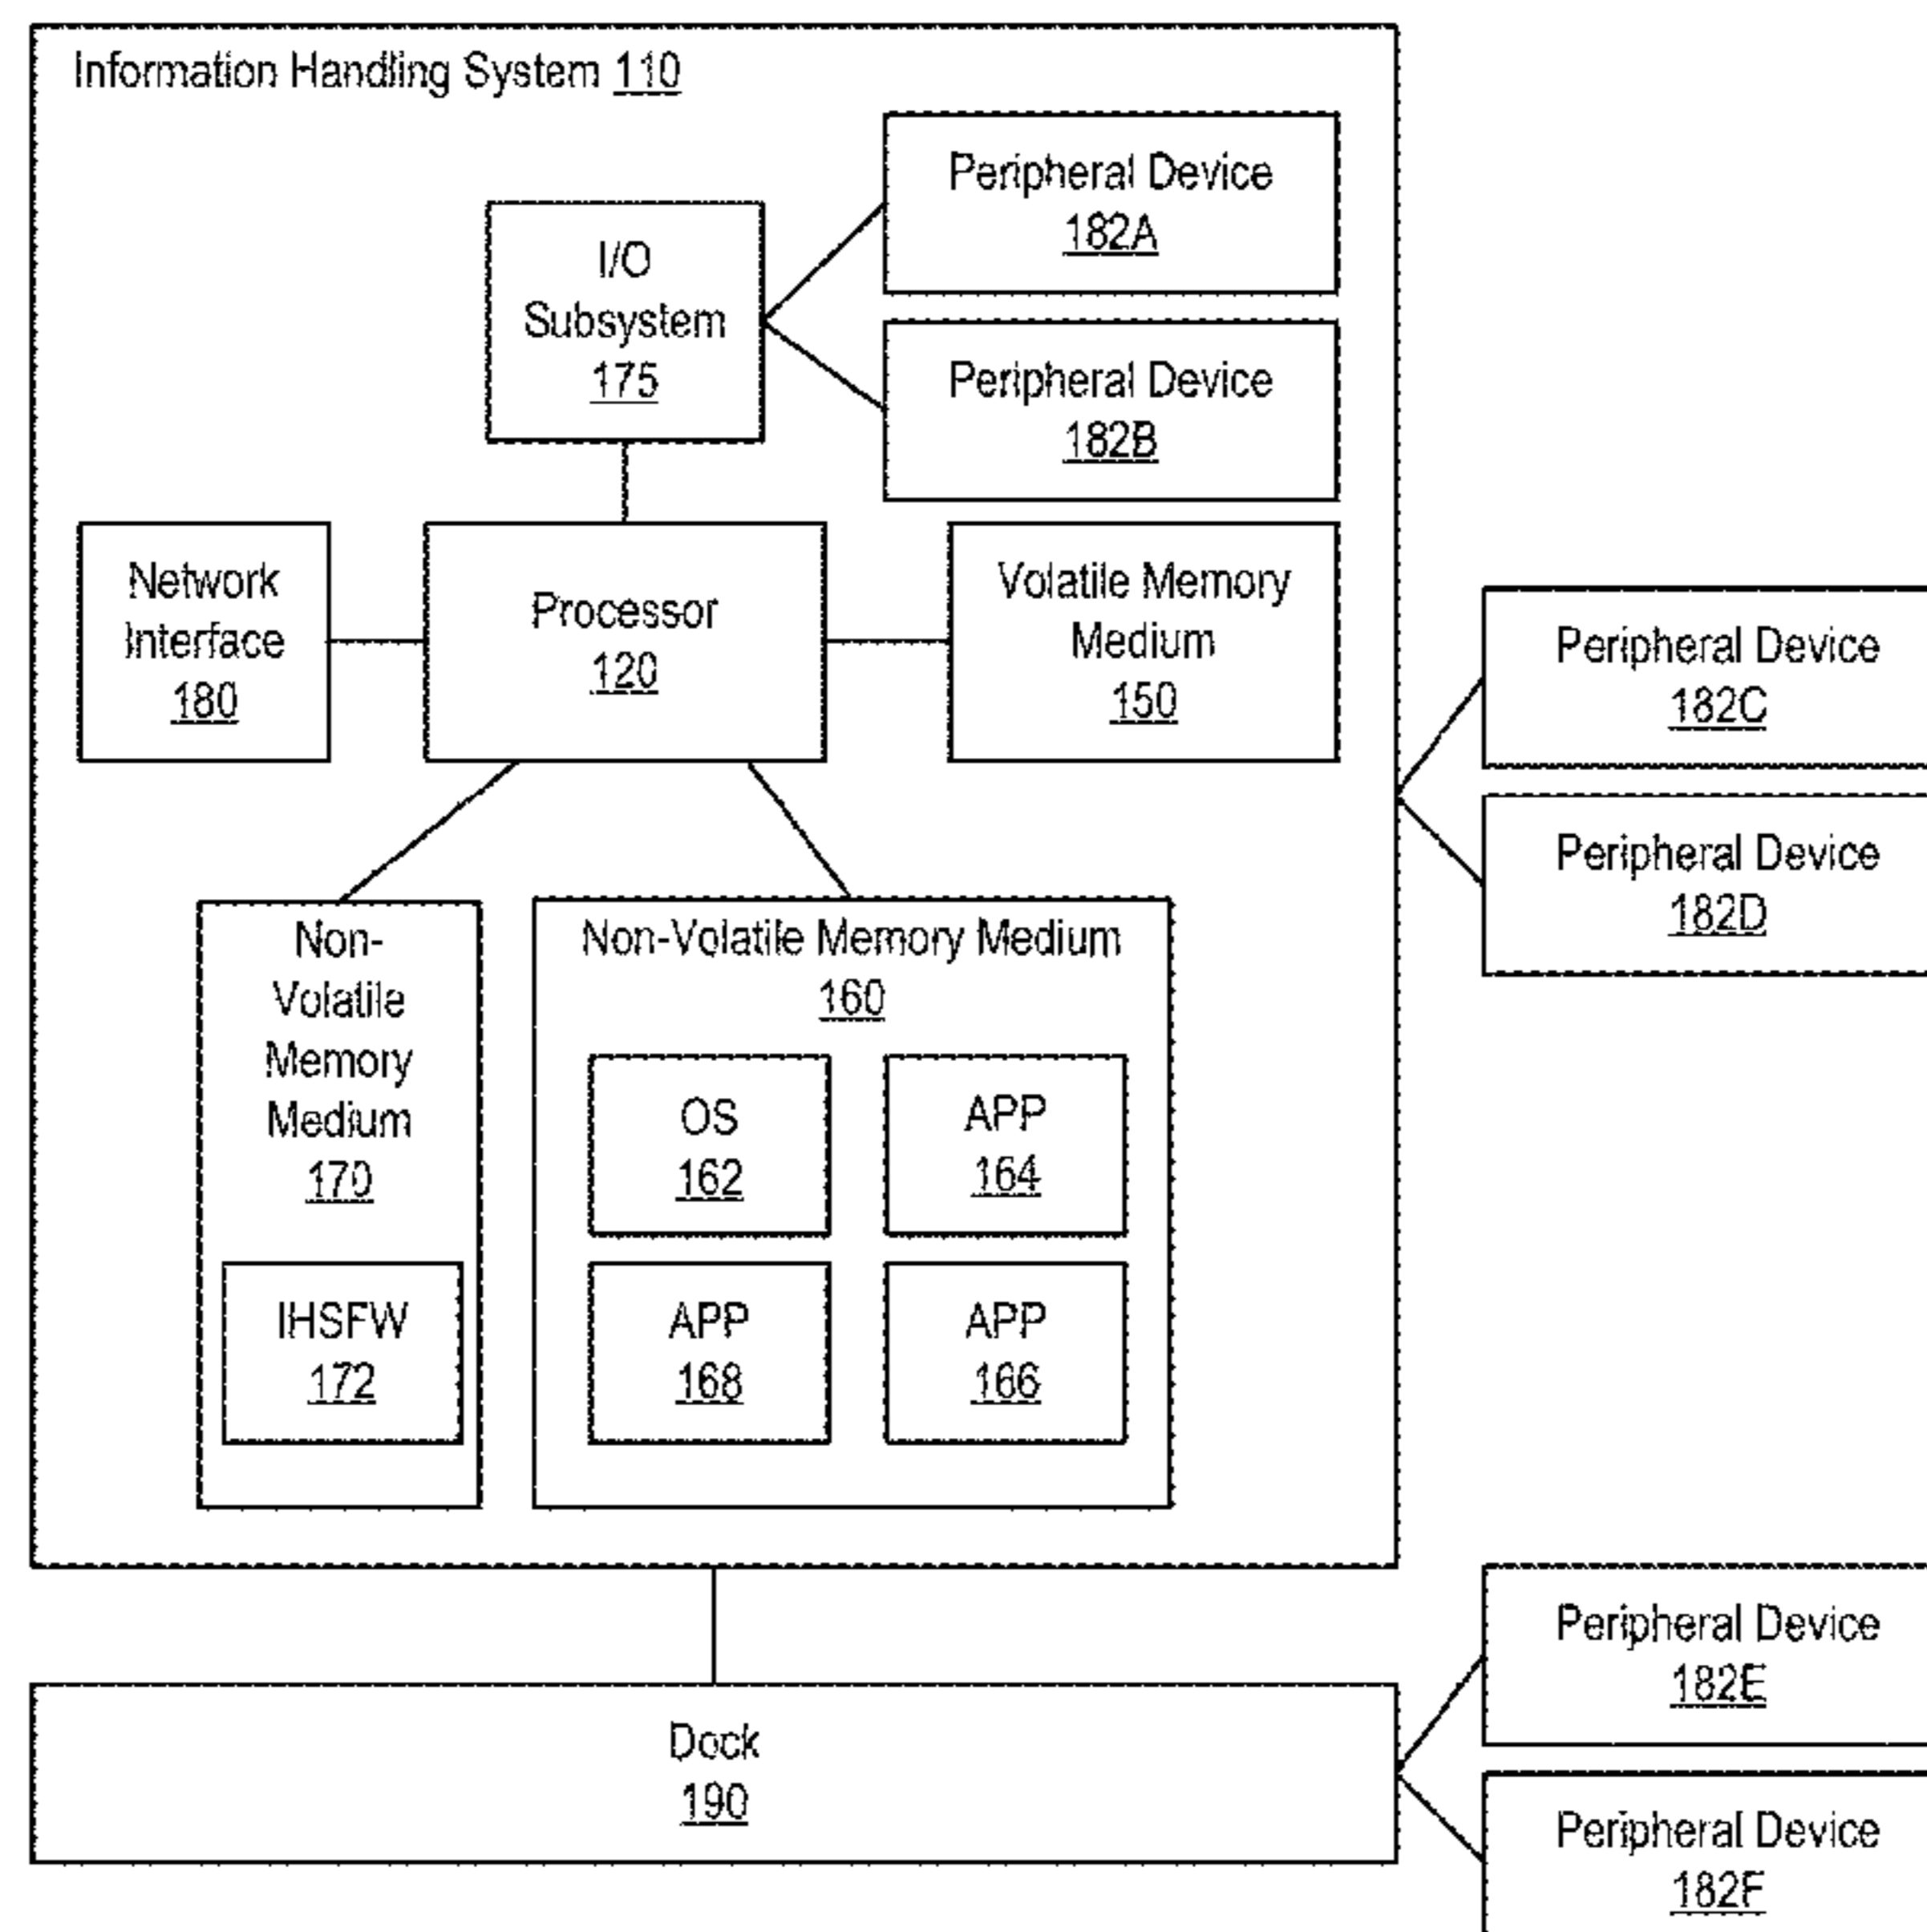 Information Handling System 110
Peripheral Device
182A
I/O
Subsystem
175
Peripheral Device
182B
Network
Interface
180
Processor
120
Volatile Memory
Medium
150
Peripheral Device
182C
Peripheral Device
182D
Non-
Volatile
Memory
Medium
170
IHSFW
172
Non-Volatile Memory Medium
160
OS
162
APP
164
APP
168
APP
166
Dock
190
Peripheral Device
182E
Peripheral Device
182F